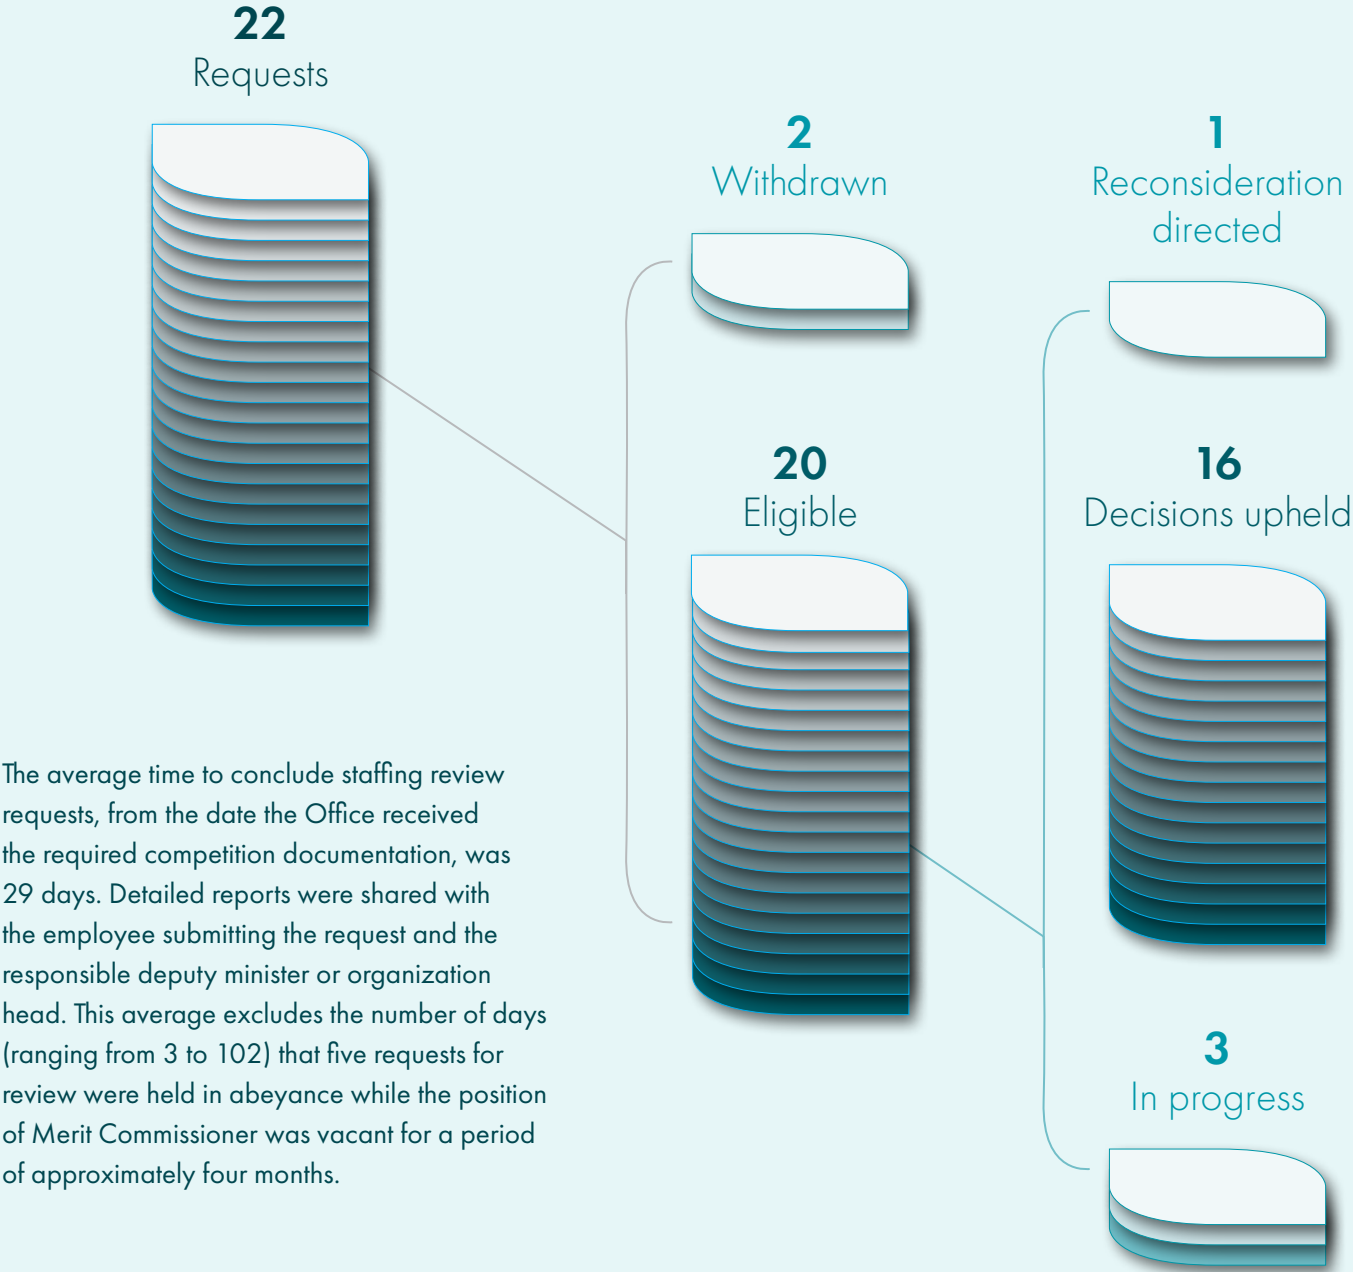 22
Requests
2
Withdrawn
1
Reconsideration
directed
20
Eligible
16
Decisions upheld
3
In progress
The average time to conclude staffing review
requests, from the date the Office received
the required competition documentation, was
29 days. Detailed reports were shared with
the employee submitting the request and the
responsible deputy minister or organization
head. This average excludes the number of days
(ranging from 3 to 102) that five requests for
review were held in abeyance while the position
of Merit Commissioner was vacant for a period
of approximately four months.